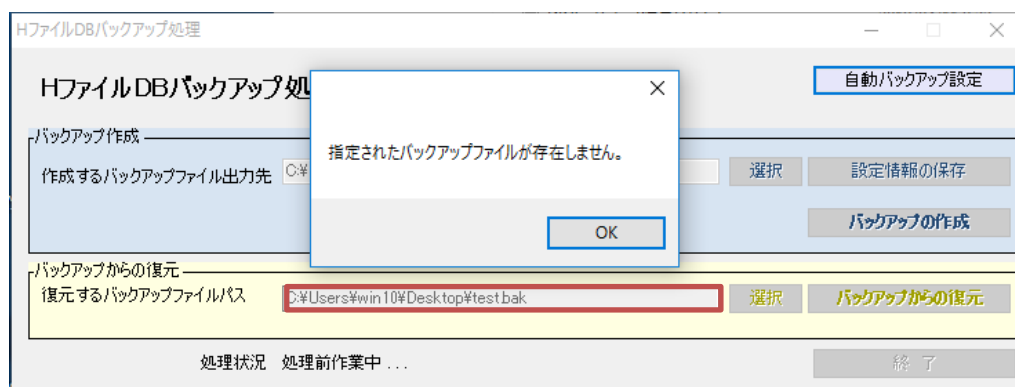 HファイルDBバックアップ処理
HファイルDBバックアップ処
自動バックアップ設定
バックアップ作成
作成するバックアップファイル出力先
C:¥
選択
設定情報の保存
バックアップの作成
指定されたバックアップファイルが存在しません。
OK
バックアップからの復元
復元するバックアップファイルパス
C:¥Users¥win10¥Desktop¥test.bak
選択
バックアップからの復元
処理状況 処理前作業中 ...
終 了